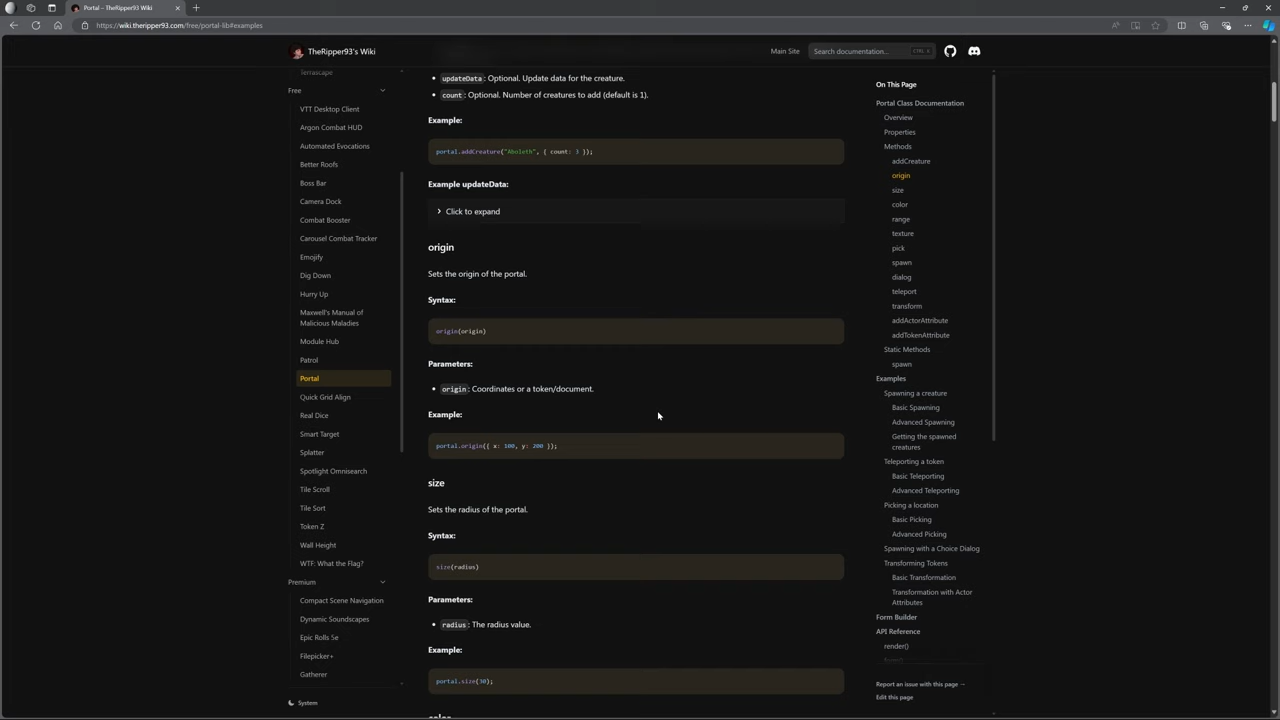 Portal – TheRipper93's Wiki
https://wiki.theripper93.com/free/portal-lib#examples
TheRipper93's Wiki
Main Site
Search documentation...
CTRL K
Terrascape
Free
VTT Desktop Client
Argon Combat HUD
Automated Evocations
Better Roofs
Boss Bar
Camera Dock
Combat Booster
Carousel Combat Tracker
Emojify
Dig Down
Hurry Up
Maxwell's Manual of
Malicious Maladies
Module Hub
Patrol
Portal
Quick Grid Align
Real Dice
Smart Target
Splatter
Spotlight Omnisearch
Tile Scroll
Tile Sort
Token Z
Wall Height
WTF: What the Flag?
Premium
Compact Scene Navigation
Dynamic Soundscapes
Epic Rolls 5e
Filepicker+
Gatherer
System
updateData: Optional. Update data for the creature.
count: Optional. Number of creatures to add (default is 1).
Example:
portal.addCreature("Aboleth", { count: 3 });
Example updateData:
Click to expand
origin
Sets the origin of the portal.
Syntax:
origin(origin)
Parameters:
origin: Coordinates or a token/document.
Example:
portal.origin({ x: 100, y: 200 });
size
Sets the radius of the portal.
Syntax:
size(radius)
Parameters:
radius: The radius value.
Example:
portal.size(30);
color
On This Page
Portal Class Documentation
Overview
Properties
Methods
addCreature
origin
size
color
range
texture
pick
spawn
dialog
teleport
transform
addActorAttribute
addTokenAttribute
Static Methods
spawn
Examples
Spawning a creature
Basic Spawning
Advanced Spawning
Getting the spawned
creatures
Teleporting a token
Basic Teleporting
Advanced Teleporting
Picking a location
Basic Picking
Advanced Picking
Spawning with a Choice Dialog
Transforming Tokens
Basic Transformation
Transformation with Actor
Attributes
Form Builder
API Reference
render()
Report an issue with this page →
Edit this page